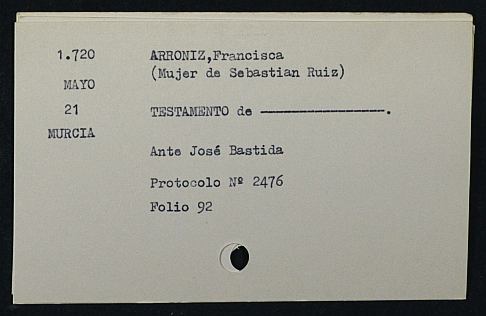 1.720 ARRONIZ,Francisca
(Mujer de Sebastian Ruiz)
MAYO
21 TESTAMENTO de ----------------.
MURCIA
Ante José Bastida
Protocolo Nº 2476
Folio 92